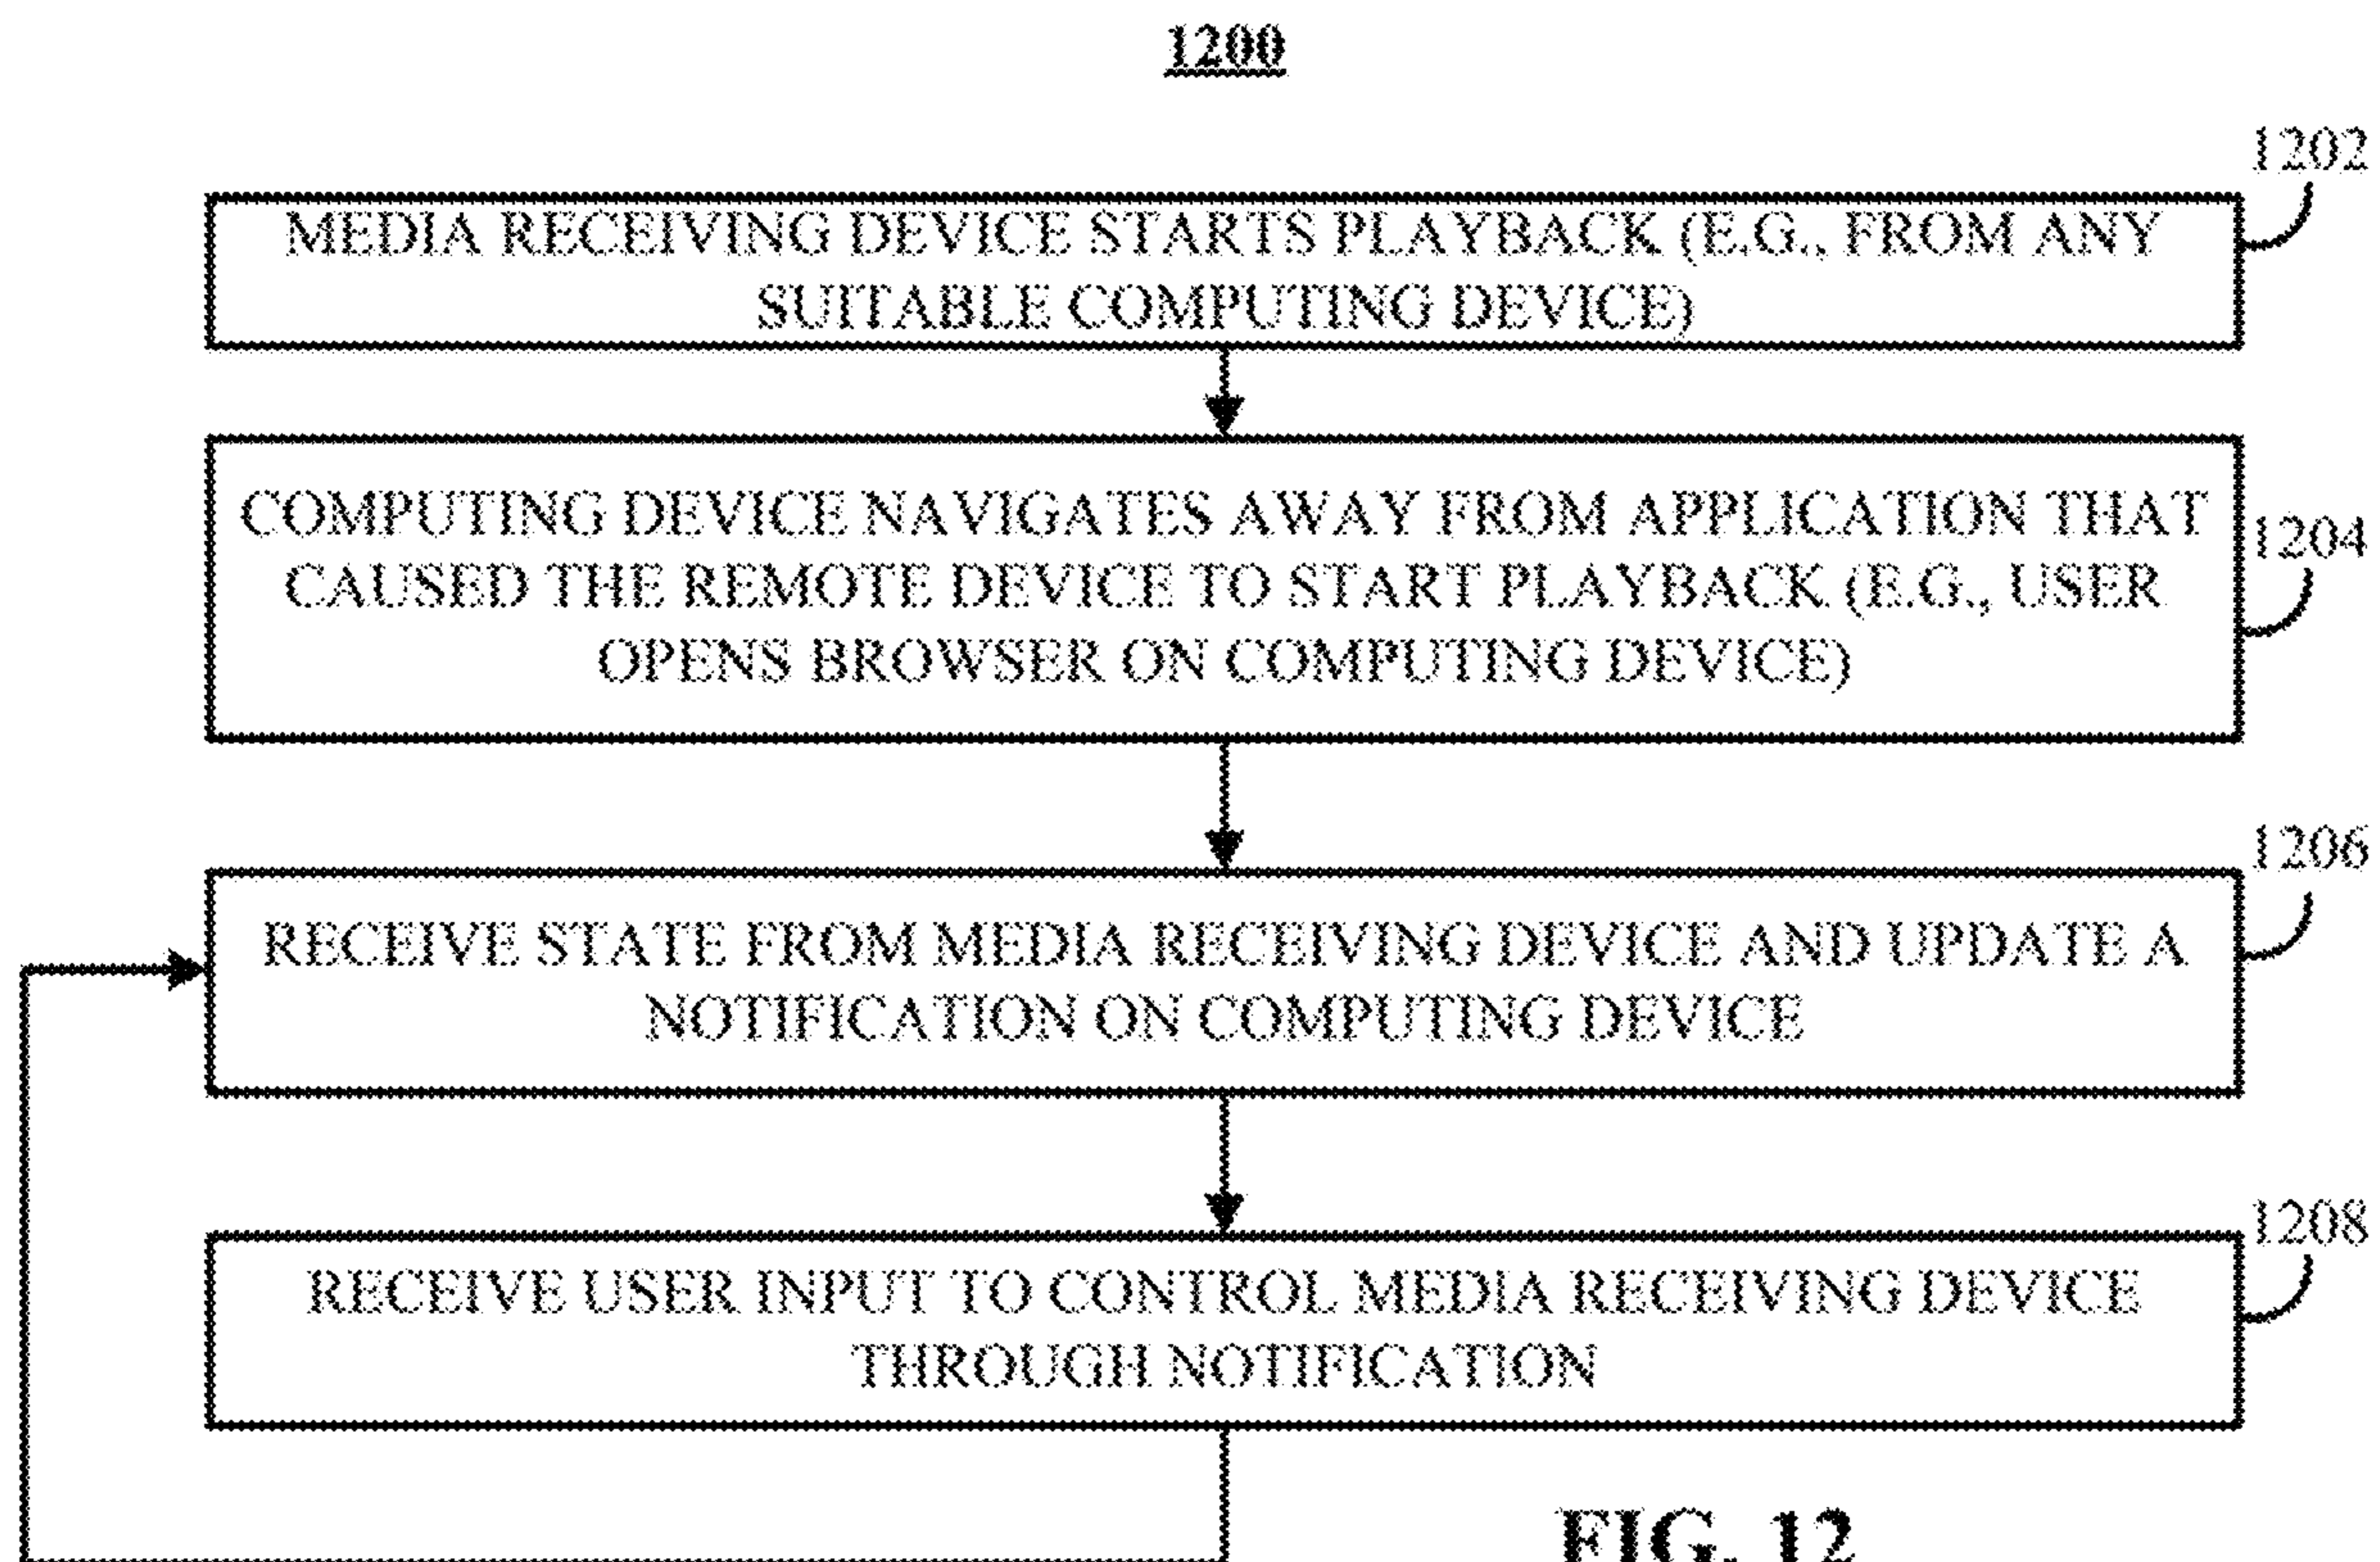 1200
1202
MEDIA RECEIVING DEVICE STARTS PLAYBACK (E.G., FROM ANY
SUITABLE COMPUTING DEVICE)
COMPUTING DEVICE NAVIGATES AWAY FROM APPLICATION THAT
1204
CAUSED THE REMOTE DEVICE TO START PLAYBACK (E.G., USER
OPENS BROWSER ON COMPUTING DEVICE)
1206
RECEIVE STATE FROM MEDIA RECEIVING DEVICE AND UPDATE A
NOTIFICATION ON COMPUTING DEVICE
1208
RECEIVE USER INPUT TO CONTROL MEDIA RECEIVING DEVICE
THROUGH NOTIFICATION
FIG. 12